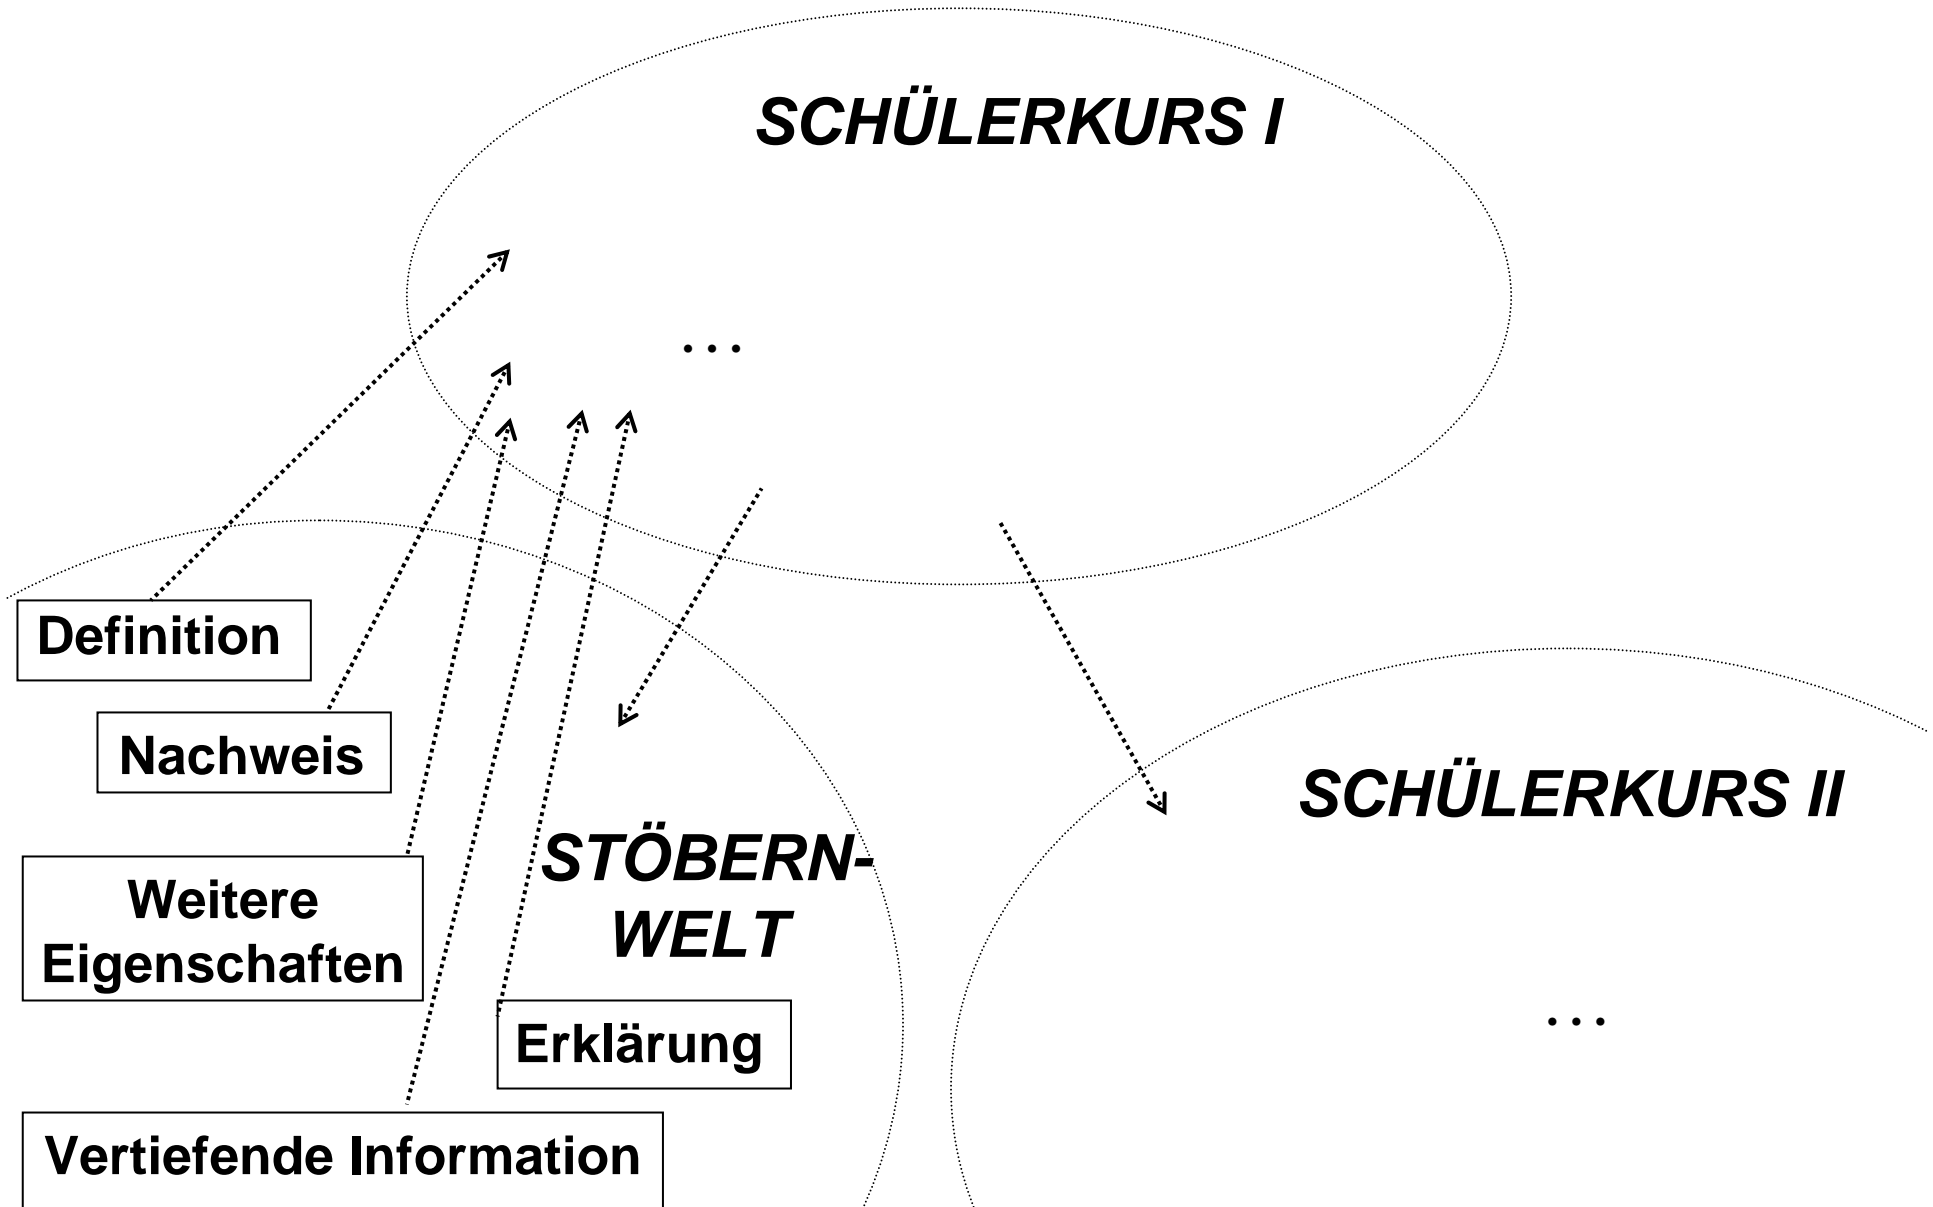 SCHÜLERKURS I
...
Definition
Nachweis
SCHÜLERKURS II
STÖBERN-
WELT
Weitere
Eigenschaften
...
Erklärung
Vertiefende Information